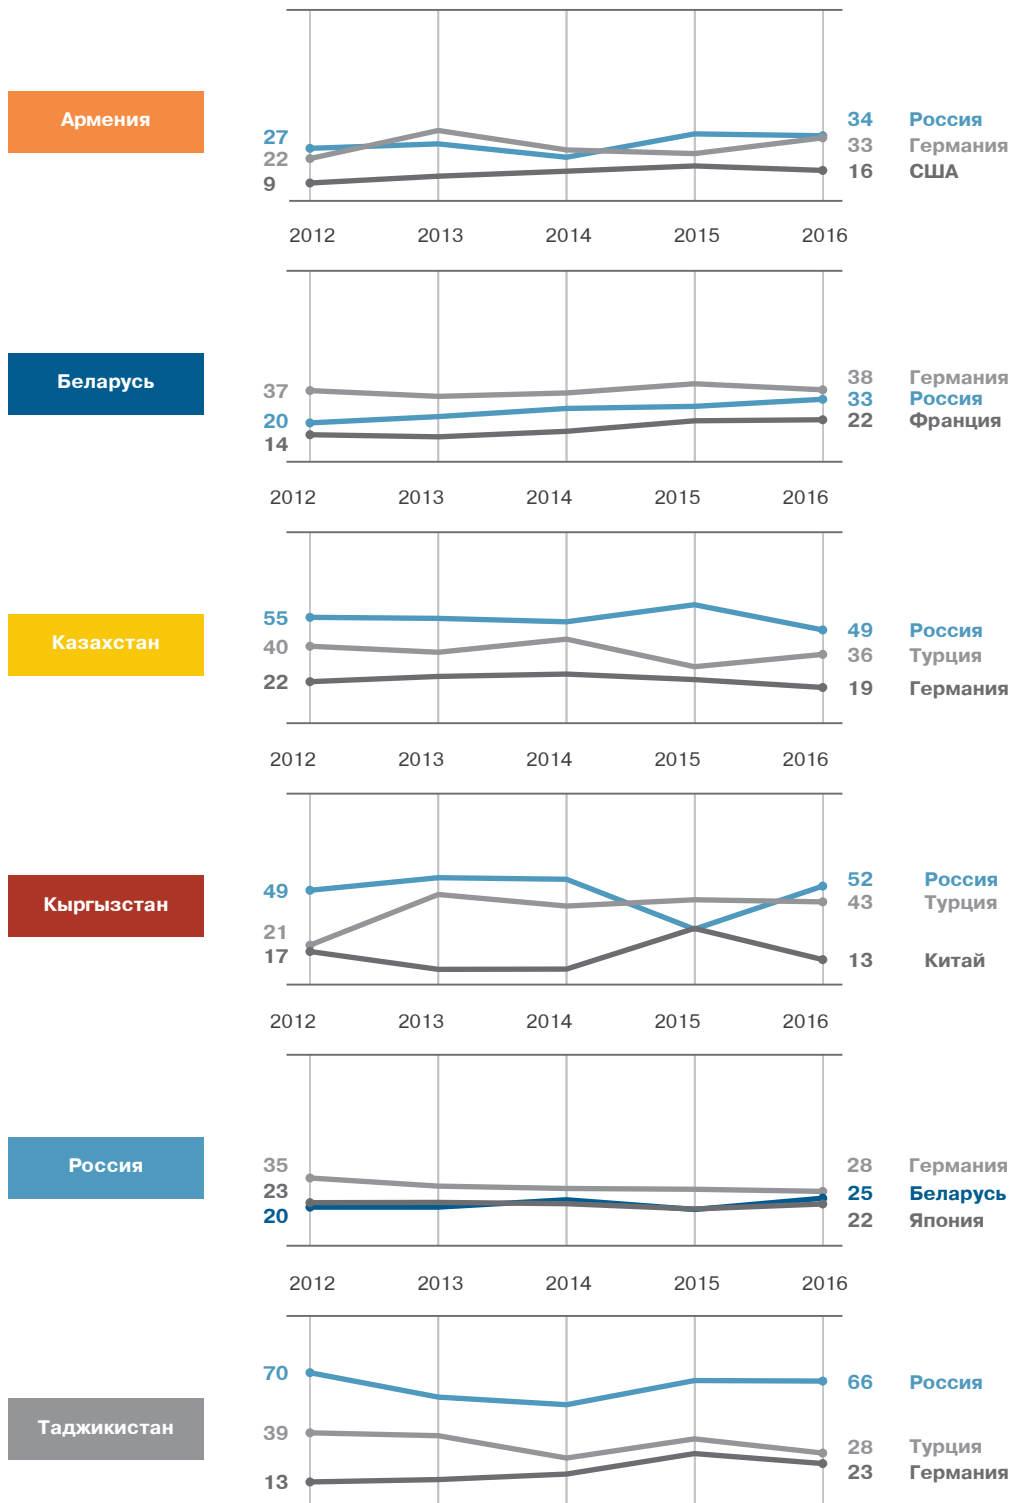 Армения
27
22
9
34 Россия
33 Германия
16 США
2012 2013 2014 2015 2016
Беларусь
37
20
14
38 Германия
33 Россия
22 Франция
2012 2013 2014 2015 2016
Казахстан
55
40
22
49 Россия
36 Турция
19 Германия
2012 2013 2014 2015 2016
Кыргызстан
49
21
17
52 Россия
43 Турция
13 Китай
2012 2013 2014 2015 2016
Россия
35
23
20
28 Германия
25 Беларусь
22 Япония
2012 2013 2014 2015 2016
Таджикистан
70
39
13
66 Россия
28 Турция
23 Германия